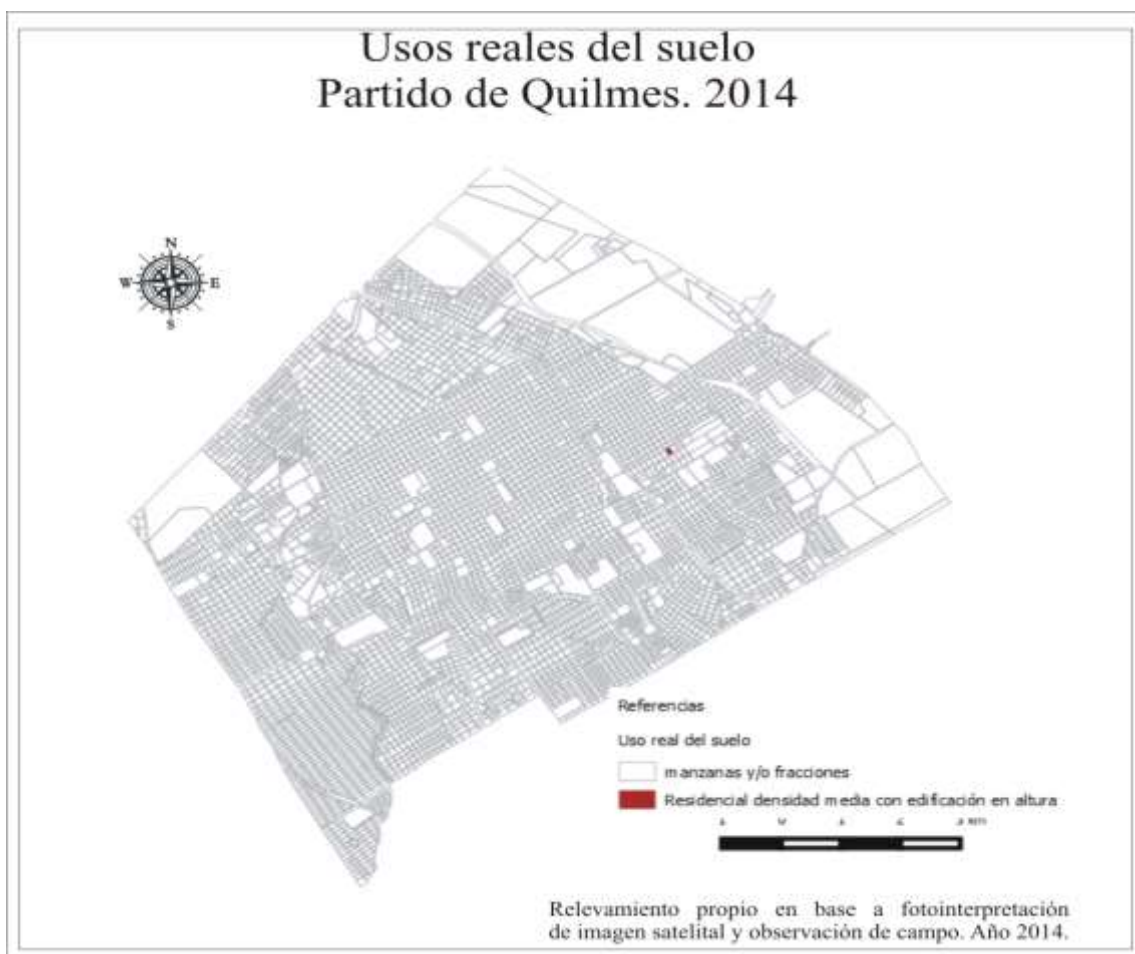 Usos reales del suelo
Partido de Quilmes. 2014
N
W E
S
Referencias
Uso real del suelo
manzanas y/o fracciones
Residencial densidad media con edificación en altura
km
Relevamiento propio en base a fotointerpretación
de imagen satelital y observación de campo. Año 2014.